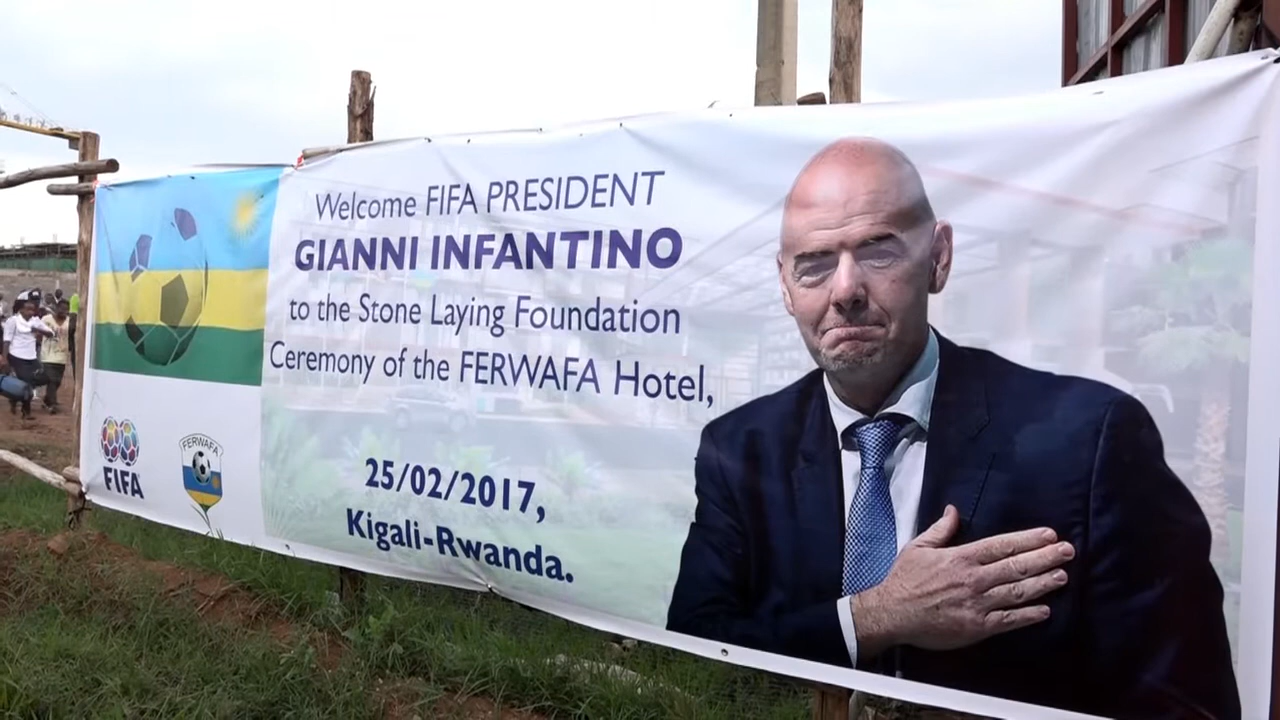 Welcome FIFA PRESIDENT
GIANNI INFANTINO
to the Stone Laying Foundation
Ceremony of the FERWAFA Hotel,
25/02/2017,
Kigali-Rwanda.
FIFA
FERWAFA